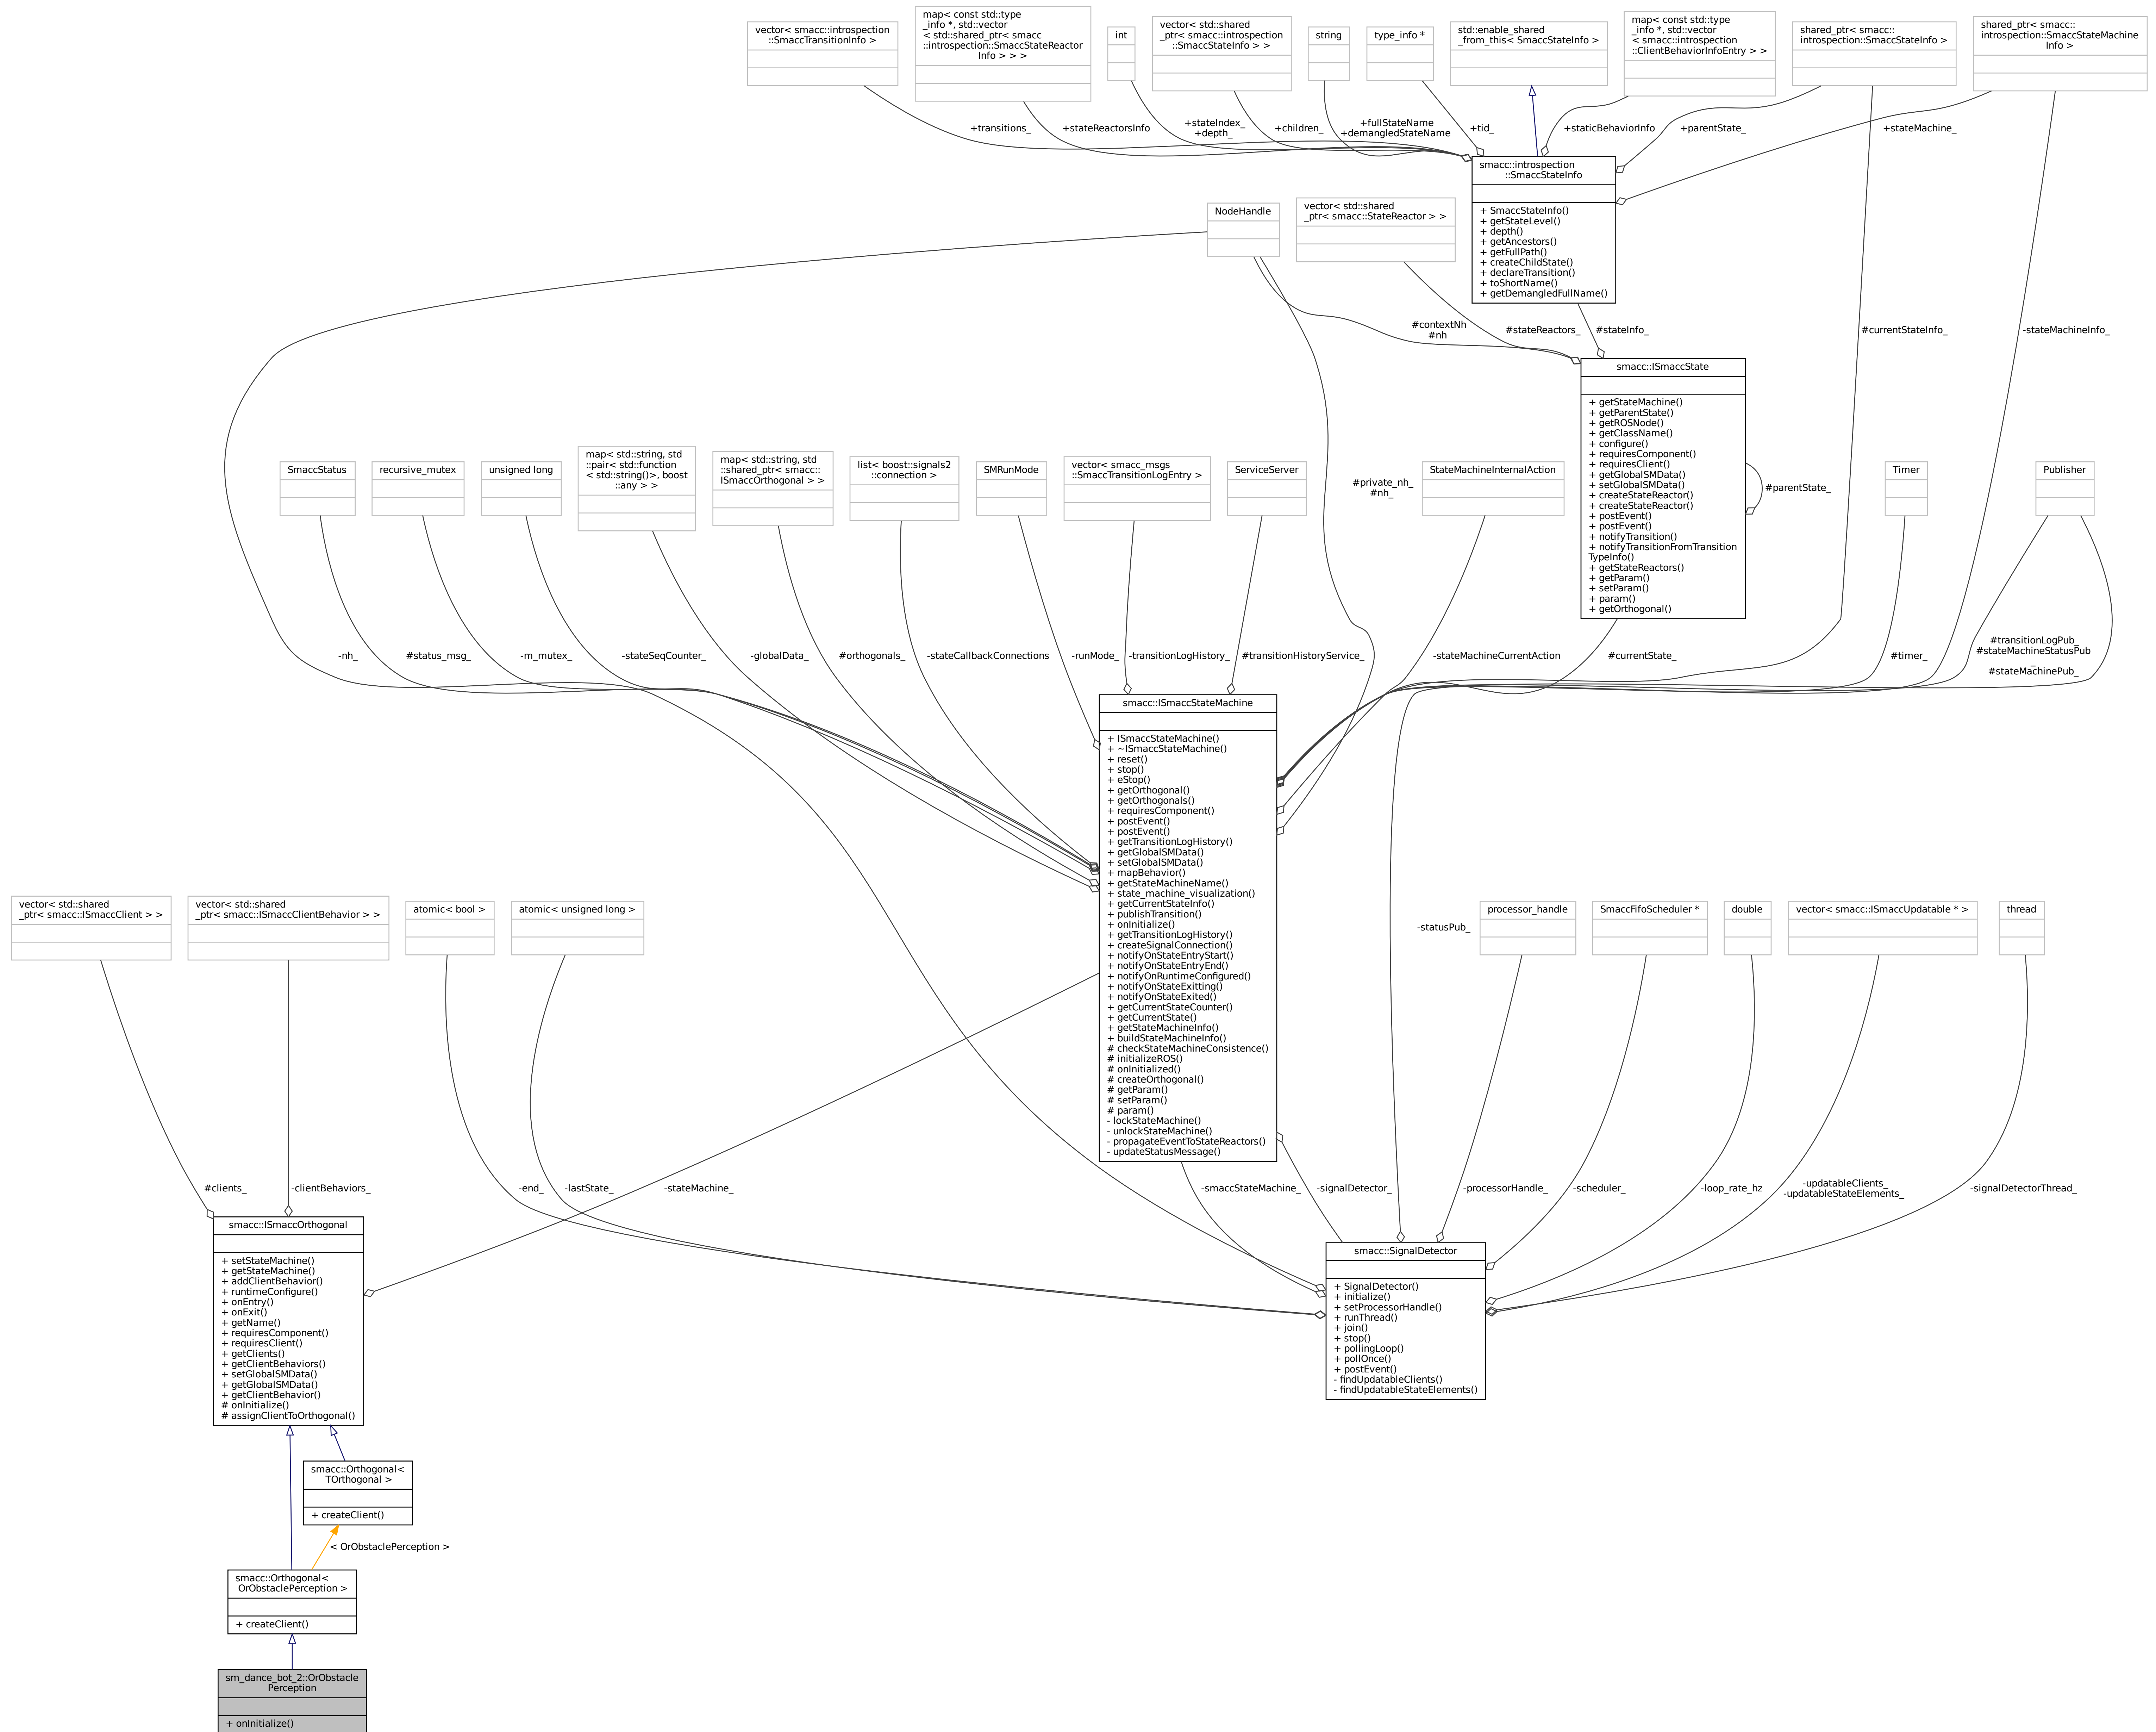 vector< smacc::introspection
::SmaccTransitionInfo >
map< const std::type
_info *, std::vector
< std::shared_ptr< smacc
::introspection::SmaccStateReactor
Info > > >
int
vector< std::shared
_ptr< smacc::introspection
::SmaccStateInfo > >
string
type_info *
std::enable_shared
_from_this< SmaccStateInfo >
map< const std::type
_info *, std::vector
< smacc::introspection
::ClientBehaviorInfoEntry > >
shared_ptr< smacc::
introspection::SmaccStateInfo >
shared_ptr< smacc::
introspection::SmaccStateMachine
Info >
+transitions_
+stateReactorsInfo
+stateIndex_
+depth_
+children_
+fullStateName
+demangledStateName
+tid_
+staticBehaviorInfo
+parentState_
+stateMachine_
smacc::introspection
::SmaccStateInfo
+ SmaccStateInfo()
+ getStateLevel()
+ depth()
+ getAncestors()
+ getFullPath()
+ createChildState()
+ declareTransition()
+ toShortName()
+ getDemangledFullName()
NodeHandle
vector< std::shared
_ptr< smacc::StateReactor > >
#contextNh
#nh
#stateReactors_
#stateInfo_
#currentStateInfo_
-stateMachineInfo_
smacc::ISmaccState
+ getStateMachine()
+ getParentState()
+ getROSNode()
+ getClassName()
+ configure()
+ requiresComponent()
+ requiresClient()
+ getGlobalSMData()
+ setGlobalSMData()
+ createStateReactor()
+ createStateReactor()
+ postEvent()
+ postEvent()
+ notifyTransition()
+ notifyTransitionFromTransition
TypeInfo()
+ getStateReactors()
+ getParam()
+ setParam()
+ param()
+ getOrthogonal()
#parentState_
SmaccStatus
recursive_mutex
unsigned long
map< std::string, std
::pair< std::function
< std::string()>, boost
::any > >
map< std::string, std
::shared_ptr< smacc::
ISmaccOrthogonal > >
list< boost::signals2
::connection >
SMRunMode
vector< smacc_msgs
::SmaccTransitionLogEntry >
ServiceServer
#private_nh_
#nh_
StateMachineInternalAction
Timer
Publisher
-nh_
#status_msg_
-m_mutex_
-stateSeqCounter_
-globalData_
#orthogonals_
-stateCallbackConnections
-runMode_
-transitionLogHistory_
#transitionHistoryService_
-stateMachineCurrentAction
#currentState_
#timer_
#transitionLogPub_
#stateMachineStatusPub
_
#stateMachinePub_
smacc::ISmaccStateMachine
+ ISmaccStateMachine()
+ ~ISmaccStateMachine()
+ reset()
+ stop()
+ eStop()
+ getOrthogonal()
+ getOrthogonals()
+ requiresComponent()
+ postEvent()
+ postEvent()
+ getTransitionLogHistory()
+ getGlobalSMData()
+ setGlobalSMData()
+ mapBehavior()
+ getStateMachineName()
+ state_machine_visualization()
+ getCurrentStateInfo()
+ publishTransition()
+ onInitialize()
+ getTransitionLogHistory()
+ createSignalConnection()
+ notifyOnStateEntryStart()
+ notifyOnStateEntryEnd()
+ notifyOnRuntimeConfigured()
+ notifyOnStateExitting()
+ notifyOnStateExited()
+ getCurrentStateCounter()
+ getCurrentState()
+ getStateMachineInfo()
+ buildStateMachineInfo()
# checkStateMachineConsistence()
# initializeROS()
# onInitialized()
# createOrthogonal()
# getParam()
# setParam()
# param()
- lockStateMachine()
- unlockStateMachine()
- propagateEventToStateReactors()
- updateStatusMessage()
vector< std::shared
_ptr< smacc::ISmaccClient > >
vector< std::shared
_ptr< smacc::ISmaccClientBehavior > >
atomic< bool >
atomic< unsigned long >
-statusPub_
processor_handle
SmaccFifoScheduler *
double
vector< smacc::ISmaccUpdatable * >
thread
#clients_
-clientBehaviors_
-end_
-lastState_
-stateMachine_
-smaccStateMachine_
-signalDetector_
-processorHandle_
-scheduler_
-loop_rate_hz
-updatableClients_
-updatableStateElements_
-signalDetectorThread_
smacc::ISmaccOrthogonal
+ setStateMachine()
+ getStateMachine()
+ addClientBehavior()
+ runtimeConfigure()
+ onEntry()
+ onExit()
+ getName()
+ requiresComponent()
+ requiresClient()
+ getClients()
+ getClientBehaviors()
+ setGlobalSMData()
+ getGlobalSMData()
+ getClientBehavior()
# onInitialize()
# assignClientToOrthogonal()
smacc::SignalDetector
+ SignalDetector()
+ initialize()
+ setProcessorHandle()
+ runThread()
+ join()
+ stop()
+ pollingLoop()
+ pollOnce()
+ postEvent()
- findUpdatableClients()
- findUpdatableStateElements()
smacc::Orthogonal<
TOrthogonal >
+ createClient()
< OrObstaclePerception >
smacc::Orthogonal<
OrObstaclePerception >
+ createClient()
sm_dance_bot_2::OrObstacle
Perception
+ onInitialize()